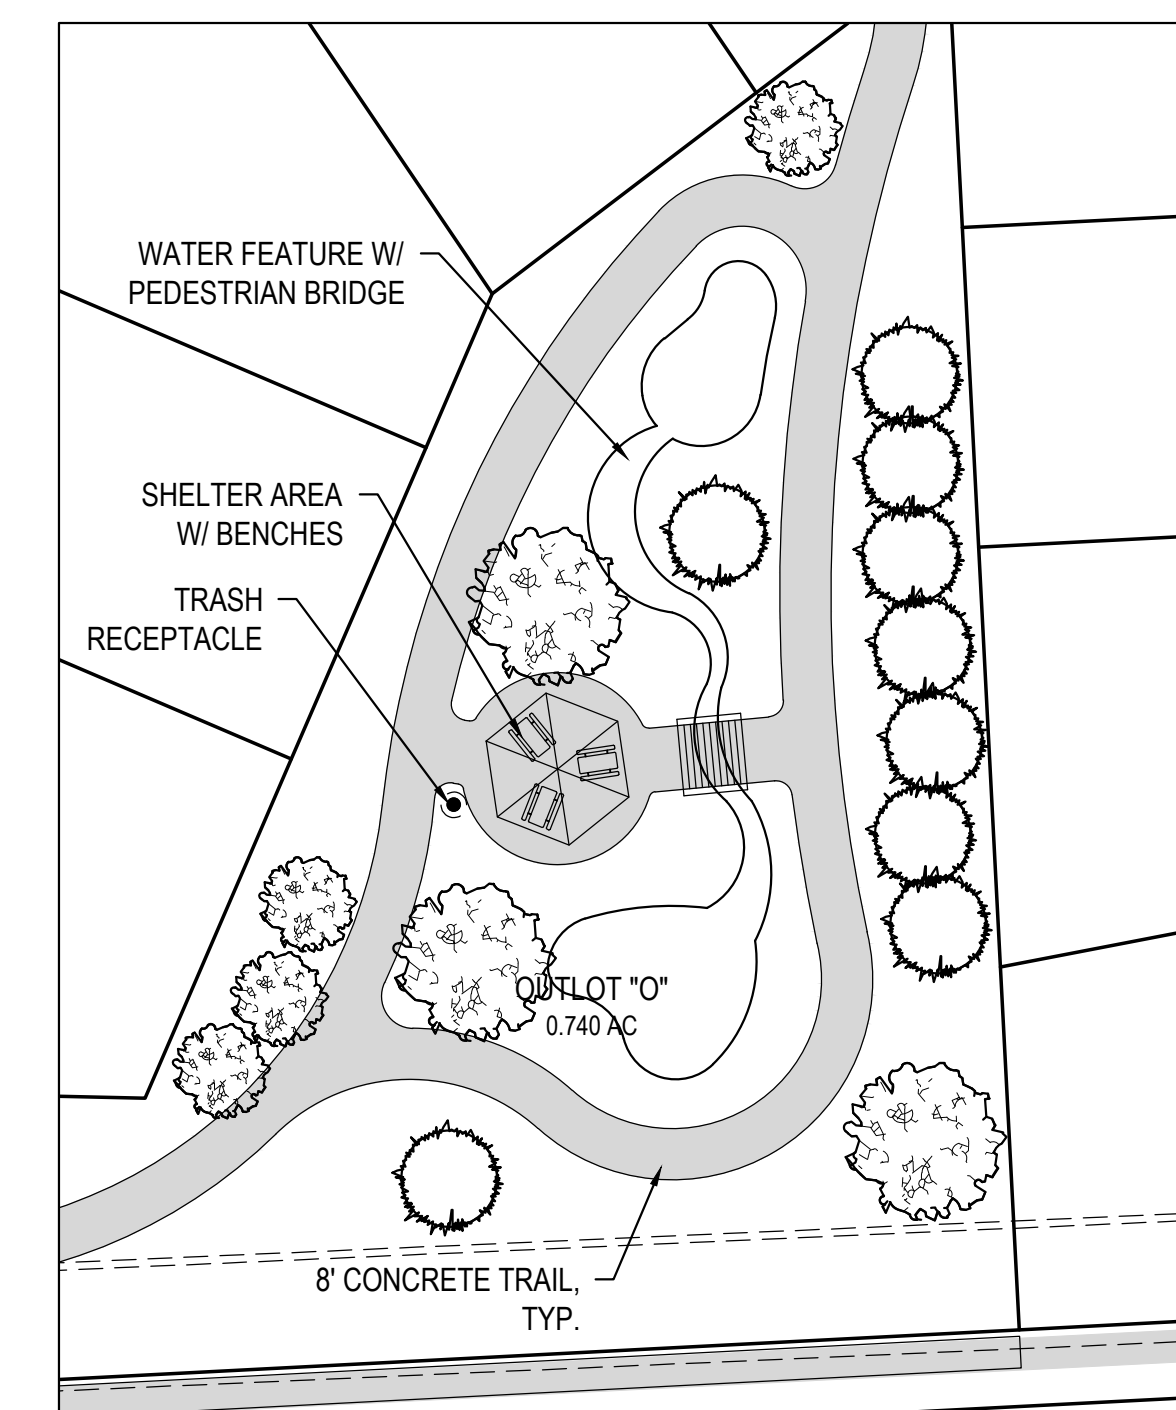 WATER FEATURE W/
PEDESTRIAN BRIDGE
SHELTER AREA
W/ BENCHES
TRASH
RECEPTACLE
OUTLOT "O"
0.740 AC
8' CONCRETE TRAIL,
TYP.